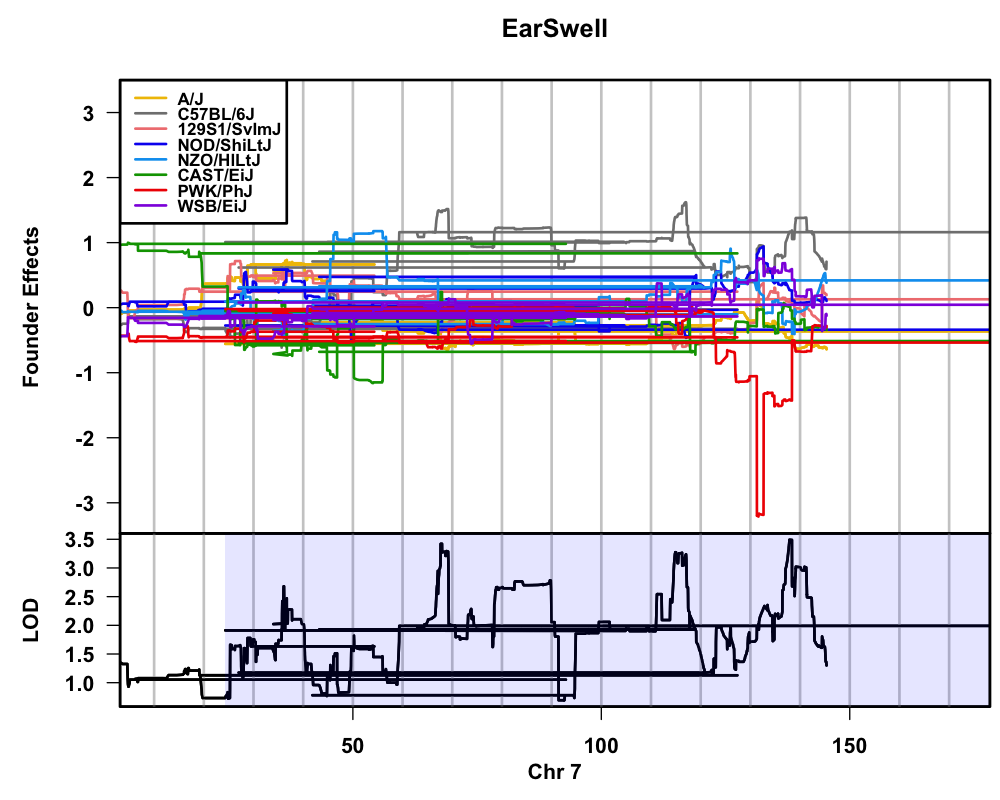 EarSwell
Founder Effects
3
2
1
0
-1
-2
-3
A/J
C57BL/6J
129S1/SvImJ
NOD/ShiLtJ
NZO/HlLtJ
CAST/EiJ
PWK/PhJ
WSB/EiJ
LOD
3.5
3.0
2.5
2.0
1.5
1.0
50
100
150
Chr 7